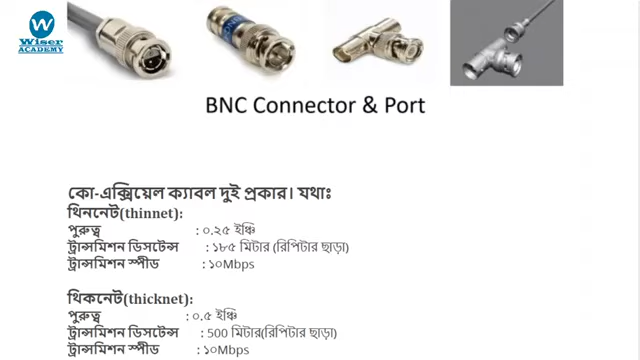 W
Wiser
ACADEMY
BNC Connector & Port
কো-এক্সিয়েল ক্যাবল দুই প্রকার। যথাঃ
থিননেট(thinnet):
পুরুত্ব : ০.২৫ ইঞ্চি
ট্রান্সমিশন ডিসটেন্স : ১৮৫ মিটার (রিপিটার ছাড়া)
ট্রান্সমিশন স্পীড : ১০Mbps
থিকনেট(thicknet):
পুরুত্ব : ০.৫ ইঞ্চি
ট্রান্সমিশন ডিসটেন্স : 500 মিটার(রিপিটার ছাড়া)
ট্রান্সমিশন স্পীড : ১০Mbps